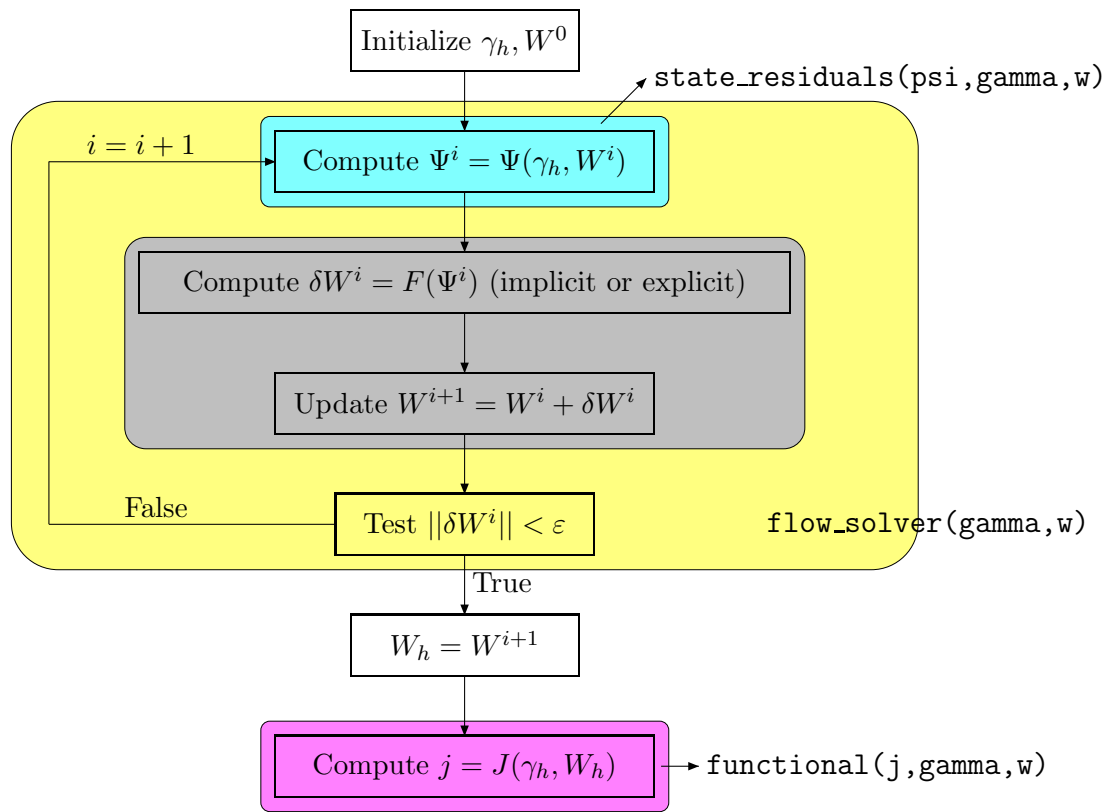 Initialize γ_h, W^0
state_residuals(psi,gamma,w)
i = i + 1
Compute Ψ^i = Ψ(γ_h, W^i)
Compute δW^i = F(Ψ^i) (implicit or explicit)
Update W^{i+1} = W^i + δW^i
False
Test ||δW^i|| < ε
flow_solver(gamma,w)
True
W_h = W^{i+1}
Compute j = J(γ_h, W_h)
functional(j,gamma,w)